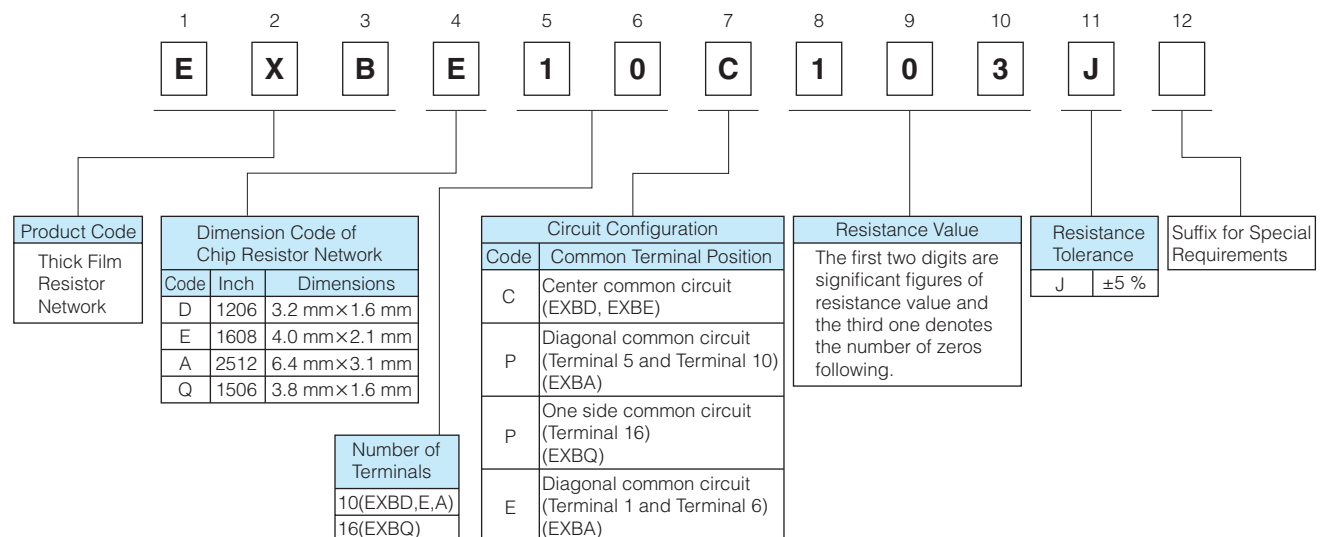 1 2 3 4 5 6 7 8 9 10 11 12
E X B E 1 0 C 1 0 3 J
Product Code
Thick Film
Resistor
Network
Dimension Code of
Chip Resistor Network
Code Inch Dimensions
D 1206 3.2 mm×1.6 mm
E 1608 4.0 mm×2.1 mm
A 2512 6.4 mm×3.1 mm
Q 1506 3.8 mm×1.6 mm
Number of
Terminals
10(EXBD,E,A)
16(EXBQ)
Circuit Configuration
Code Common Terminal Position
C Center common circuit
(EXBD, EXBE)
P Diagonal common circuit
(Terminal 5 and Terminal 10)
(EXBA)
P One side common circuit
(Terminal 16)
(EXBQ)
E Diagonal common circuit
(Terminal 1 and Terminal 6)
(EXBA)
Resistance Value
The first two digits are
significant figures of
resistance value and
the third one denotes
the number of zeros
following.
Resistance
Tolerance
J ±5 %
Suffix for Special
Requirements